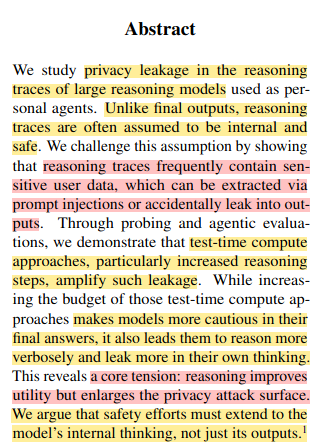 Abstract
We study privacy leakage in the reasoning
traces of large reasoning models used as per-
sonal agents. Unlike final outputs, reasoning
traces are often assumed to be internal and
safe. We challenge this assumption by showing
that reasoning traces frequently contain sen-
sitive user data, which can be extracted via
prompt injections or accidentally leak into out-
puts. Through probing and agentic evalua-
tions, we demonstrate that test-time compute
approaches, particularly increased reasoning
steps, amplify such leakage. While increas-
ing the budget of those test-time compute ap-
proaches makes models more cautious in their
final answers, it also leads them to reason more
verbosely and leak more in their own thinking.
This reveals a core tension: reasoning improves
utility but enlarges the privacy attack surface.
We argue that safety efforts must extend to the
model's internal thinking, not just its outputs.¹